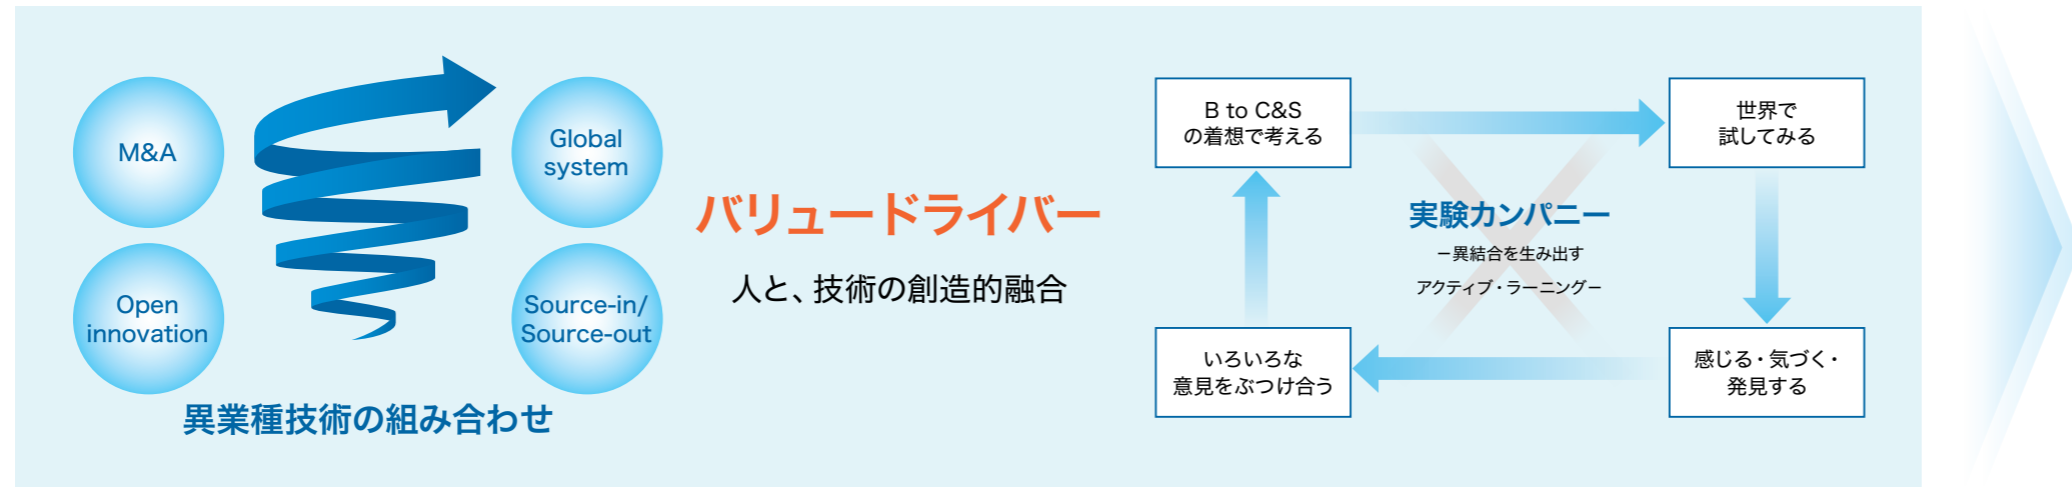 M&A
Open
innovation
Global
system
Source-in/
Source-out
異業種技術の組み合わせ
バリュードライバー
人と、技術の創造的融合
B to C&S
の着想で考える
世界で
試してみる
実験カンパニー
－異結合を生み出す
アクティブ・ラーニング－
いろいろな
意見をぶつけ合う
感じる・気づく・
発見する